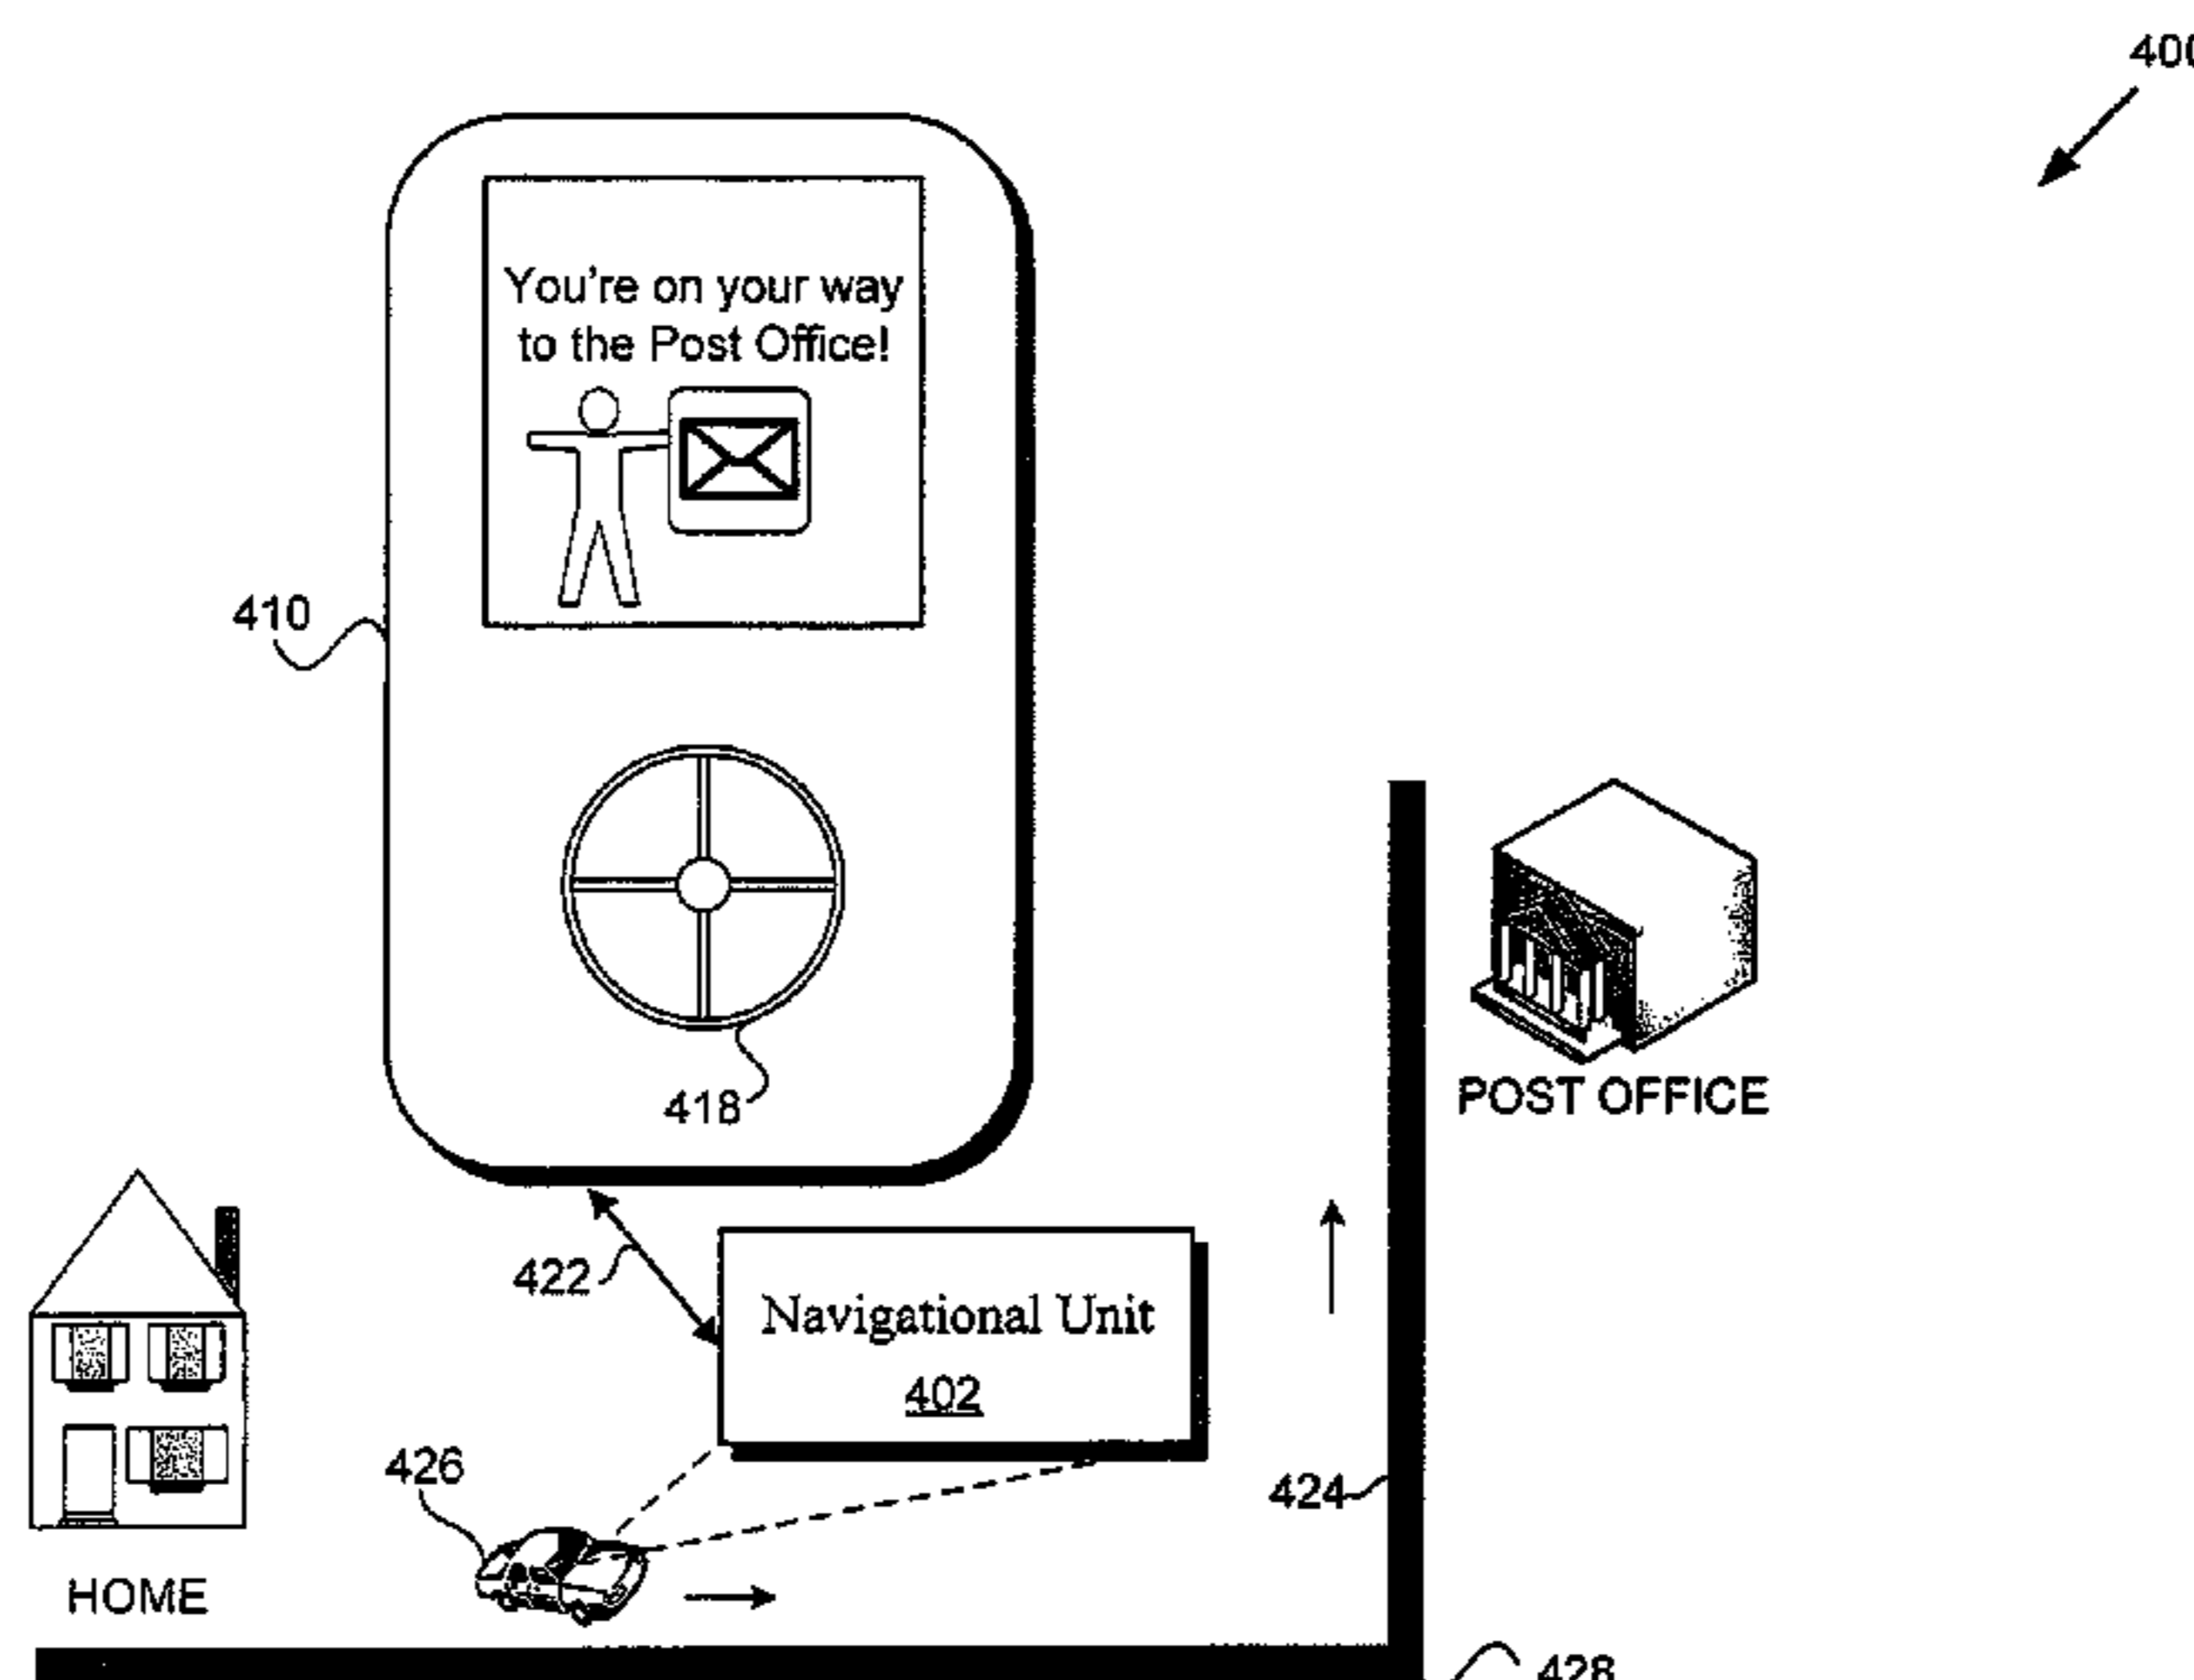 400
You're on your way
to the Post Office!
410
418
POST OFFICE
422
Navigational Unit
402
426
424
HOME
428